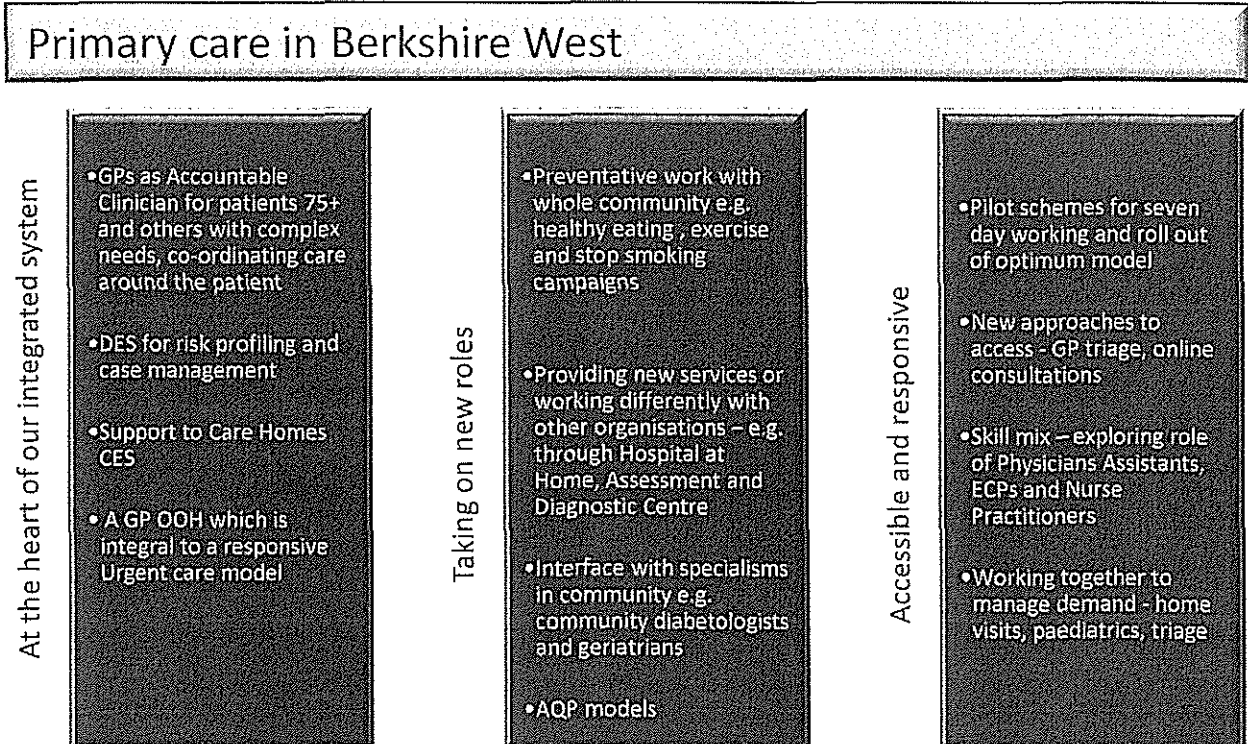 Primary care in Berkshire West
At the heart of our integrated system
•GPs as Accountable
Clinician for patients 75+
and others with complex
needs, co-ordinating care
around the patient
•DES for risk profiling and
case management
•Support to Care Homes
CES
• A GP OOH which is
integral to a responsive
Urgent care model
Taking on new roles
•Preventative work with
whole community e.g.
healthy eating , exercise
and stop smoking
campaigns
•Providing new services or
working differently with
other organisations – e.g.
through Hospital at
Home, Assessment and
Diagnostic Centre
•Interface with specialisms
in community e.g.
community diabetologists
and geriatrians
•AQP models
Accessible and responsive
•Pilot schemes for seven
day working and roll out
of optimum model
•New approaches to
access - GP triage, online
consultations
•Skill mix – exploring role
of Physicians Assistants,
ECPs and Nurse
Practitioners
•Working together to
manage demand - home
visits, paediatrics, triage